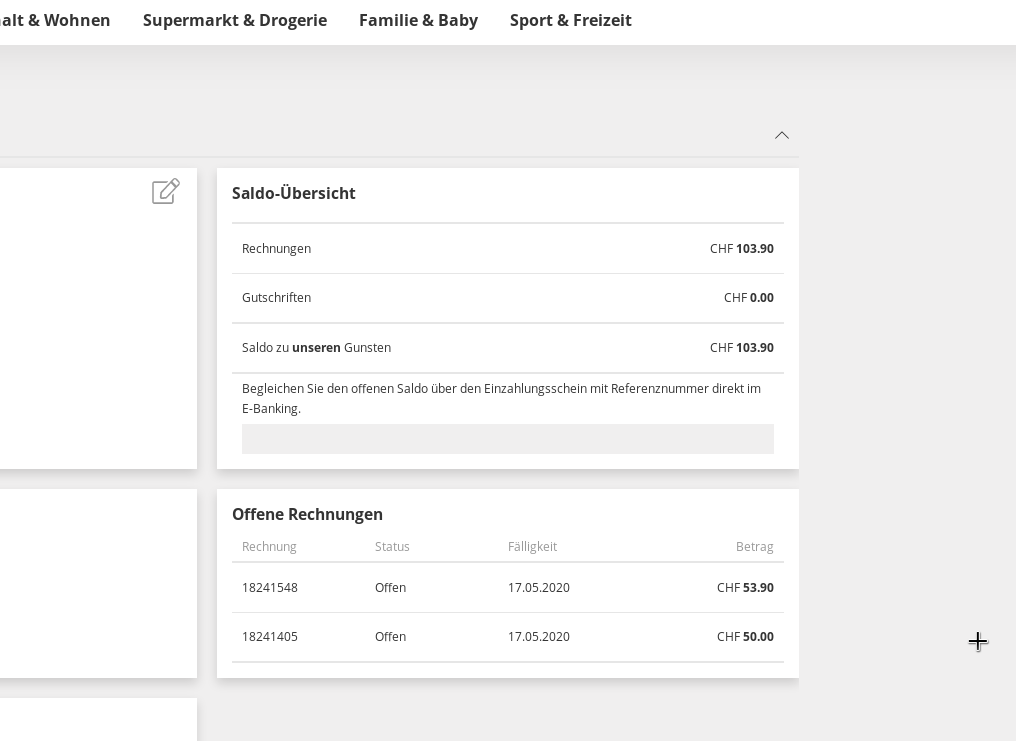 & Wohnen
Supermarkt & Drogerie
Familie & Baby
Sport & Freizeit
Saldo-Übersicht
Rechnungen CHF 103.90
Gutschriften CHF 0.00
Saldo zu unseren Gunsten CHF 103.90
Begleichen Sie den offenen Saldo über den Einzahlungsschein mit Referenznummer direkt im
E-Banking.
Offene Rechnungen
Rechnung Status Fälligkeit Betrag
18241548 Offen 17.05.2020 CHF 53.90
18241405 Offen 17.05.2020 CHF 50.00